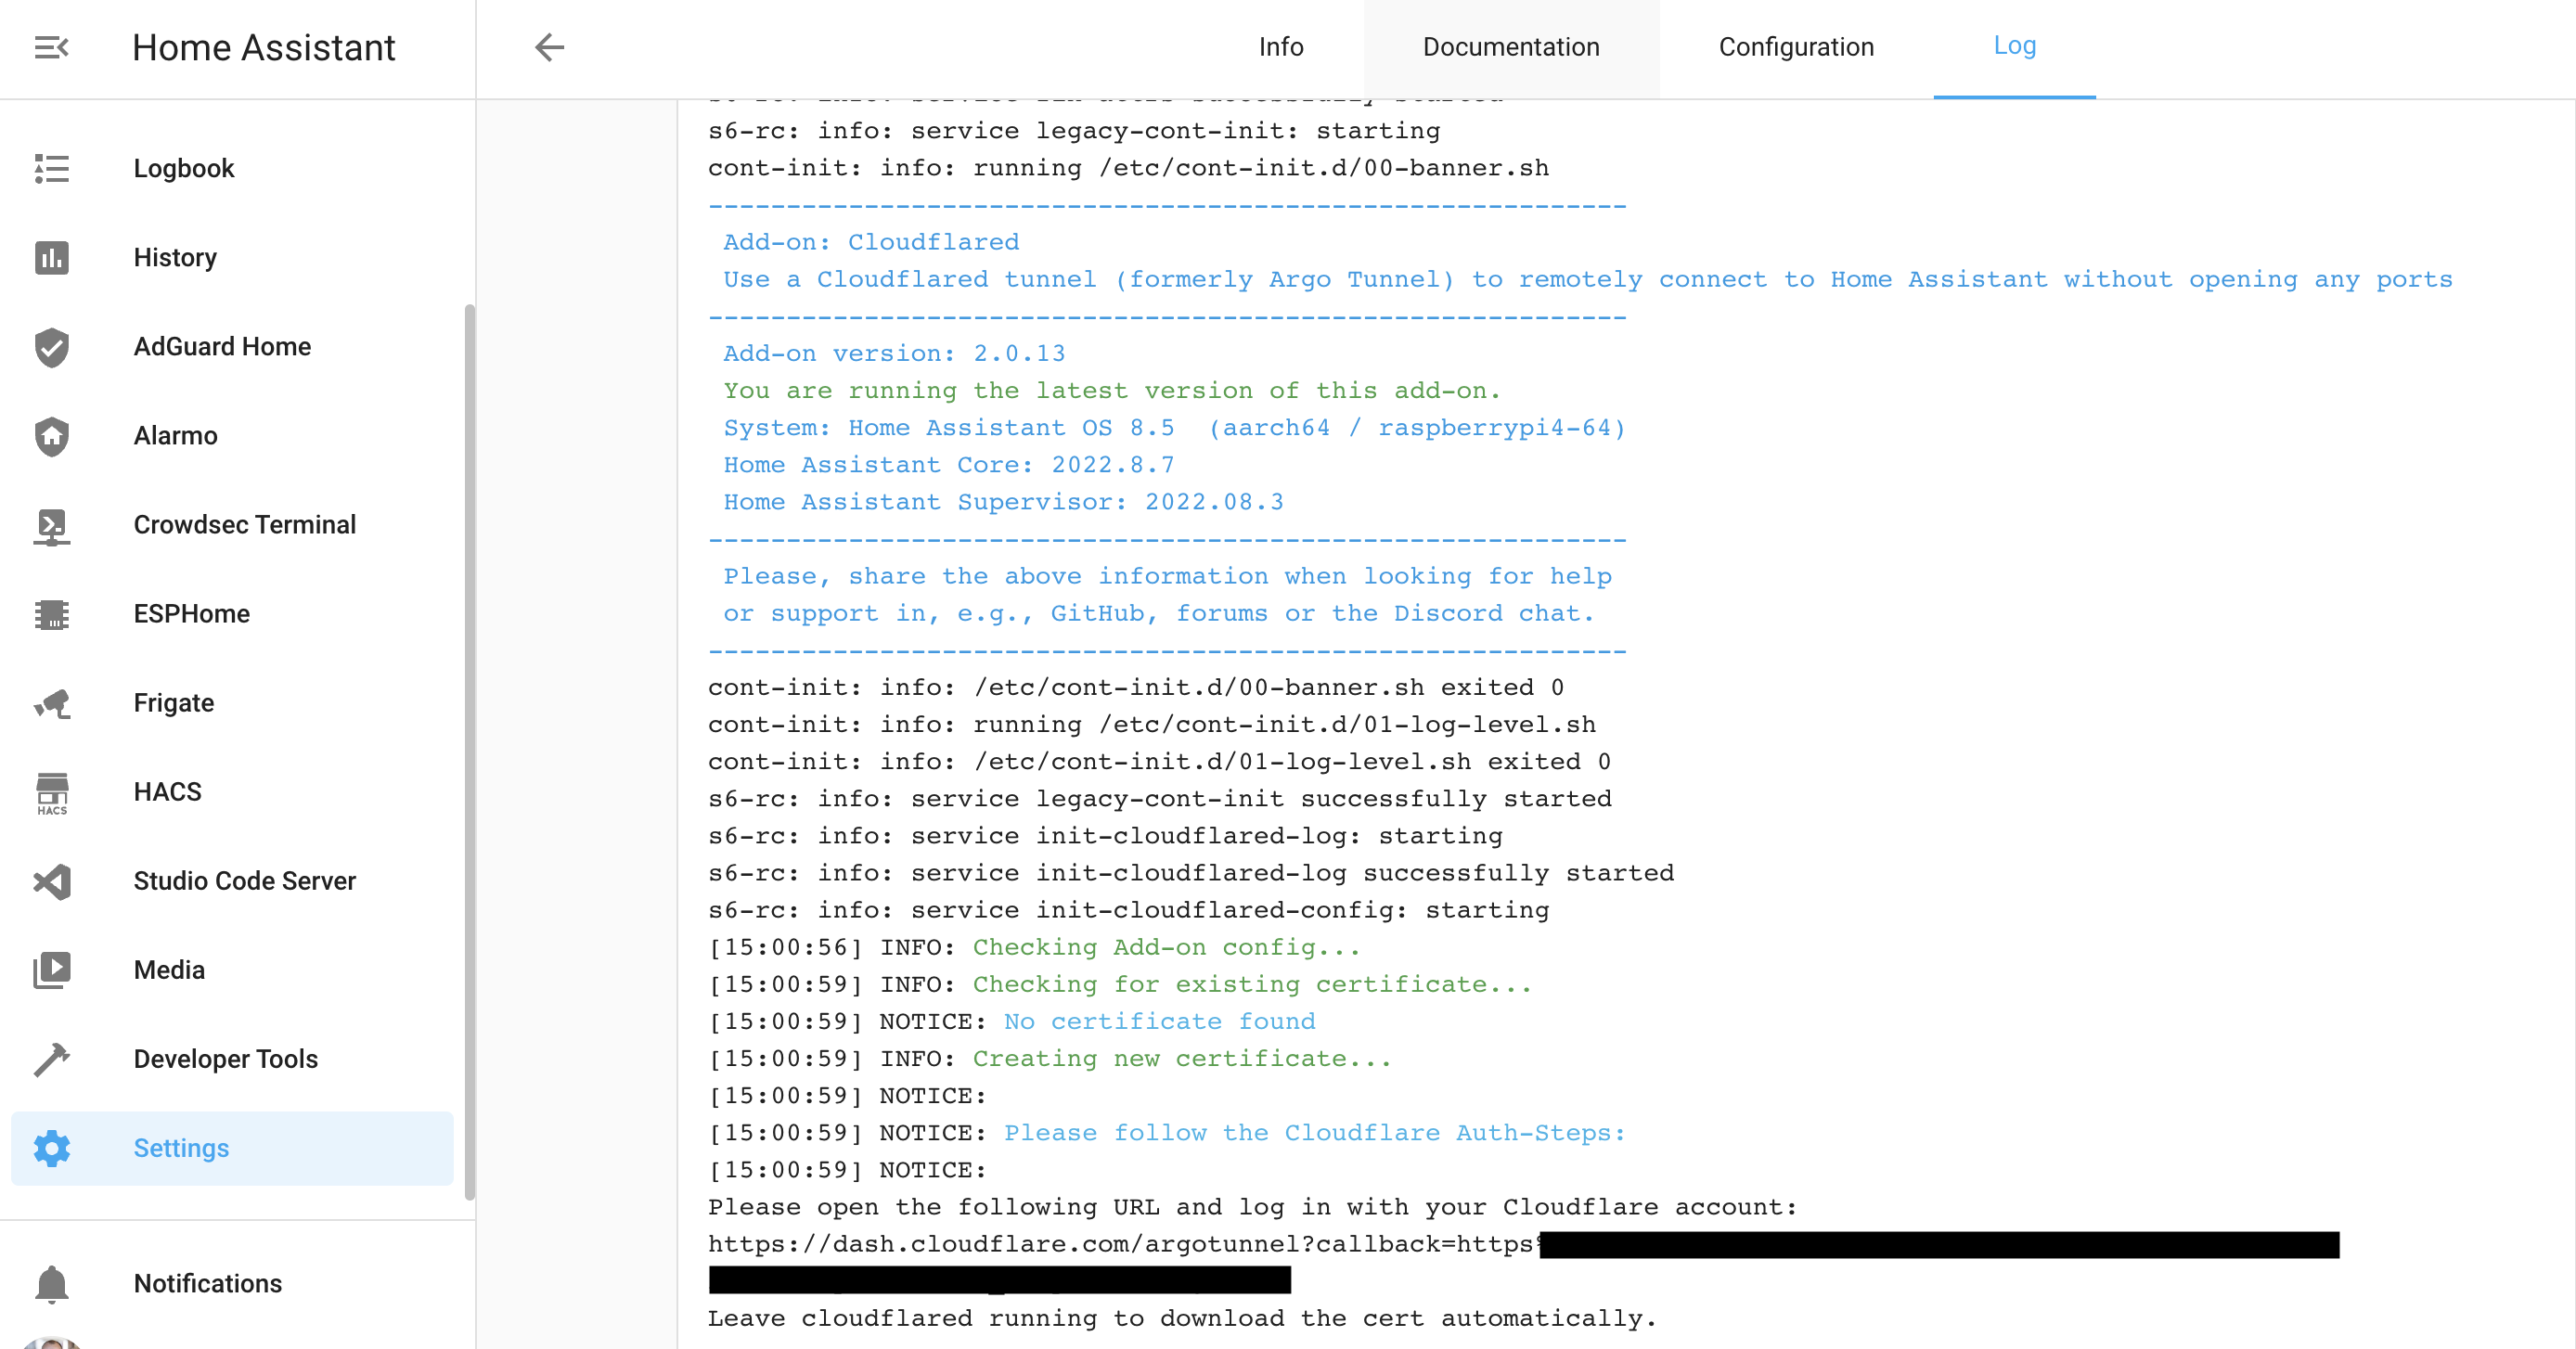 Home Assistant
Info
Documentation
Configuration
Log
Logbook
History
AdGuard Home
Alarmo
Crowdsec Terminal
ESPHome
Frigate
HACS
HACS
Studio Code Server
Media
Developer Tools
Settings
Notifications
s6-rc: info: service fix-attrs successfully started
s6-rc: info: service legacy-cont-init: starting
cont-init: info: running /etc/cont-init.d/00-banner.sh
-----------------------------------------------------------
Add-on: Cloudflared
Use a Cloudflared tunnel (formerly Argo Tunnel) to remotely connect to Home Assistant without opening any ports
-----------------------------------------------------------
Add-on version: 2.0.13
You are running the latest version of this add-on.
System: Home Assistant OS 8.5  (aarch64 / raspberrypi4-64)
Home Assistant Core: 2022.8.7
Home Assistant Supervisor: 2022.08.3
-----------------------------------------------------------
Please, share the above information when looking for help
or support in, e.g., GitHub, forums or the Discord chat.
-----------------------------------------------------------
cont-init: info: /etc/cont-init.d/00-banner.sh exited 0
cont-init: info: running /etc/cont-init.d/01-log-level.sh
cont-init: info: /etc/cont-init.d/01-log-level.sh exited 0
s6-rc: info: service legacy-cont-init successfully started
s6-rc: info: service init-cloudflared-log: starting
s6-rc: info: service init-cloudflared-log successfully started
s6-rc: info: service init-cloudflared-config: starting
[15:00:56] INFO: Checking Add-on config...
[15:00:59] INFO: Checking for existing certificate...
[15:00:59] NOTICE: No certificate found
[15:00:59] INFO: Creating new certificate...
[15:00:59] NOTICE:
[15:00:59] NOTICE: Please follow the Cloudflare Auth-Steps:
[15:00:59] NOTICE:
Please open the following URL and log in with your Cloudflare account:
https://dash.cloudflare.com/argotunnel?callback=https
Leave cloudflared running to download the cert automatically.